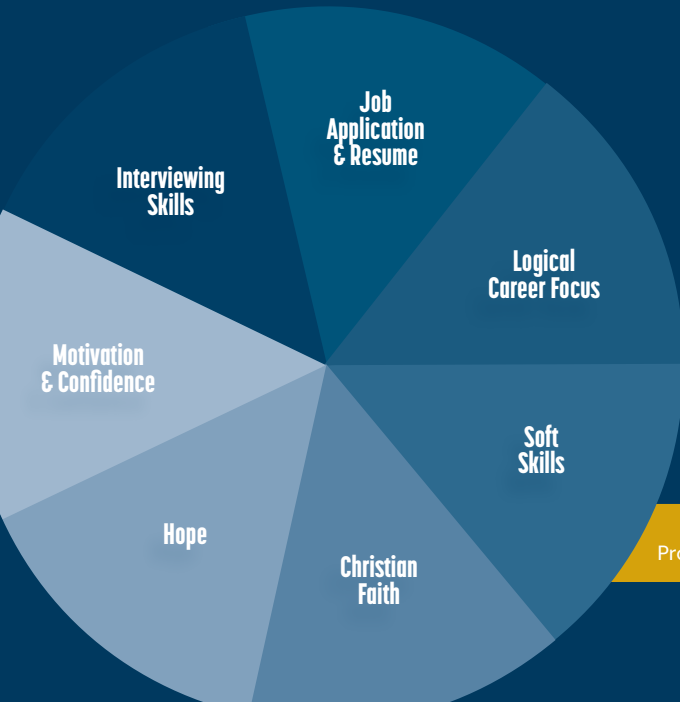 Job
Application
& Resume
Interviewing
Skills
Logical
Career Focus
Motivation
& Confidence
Soft
Skills
Hope
Christian
Faith